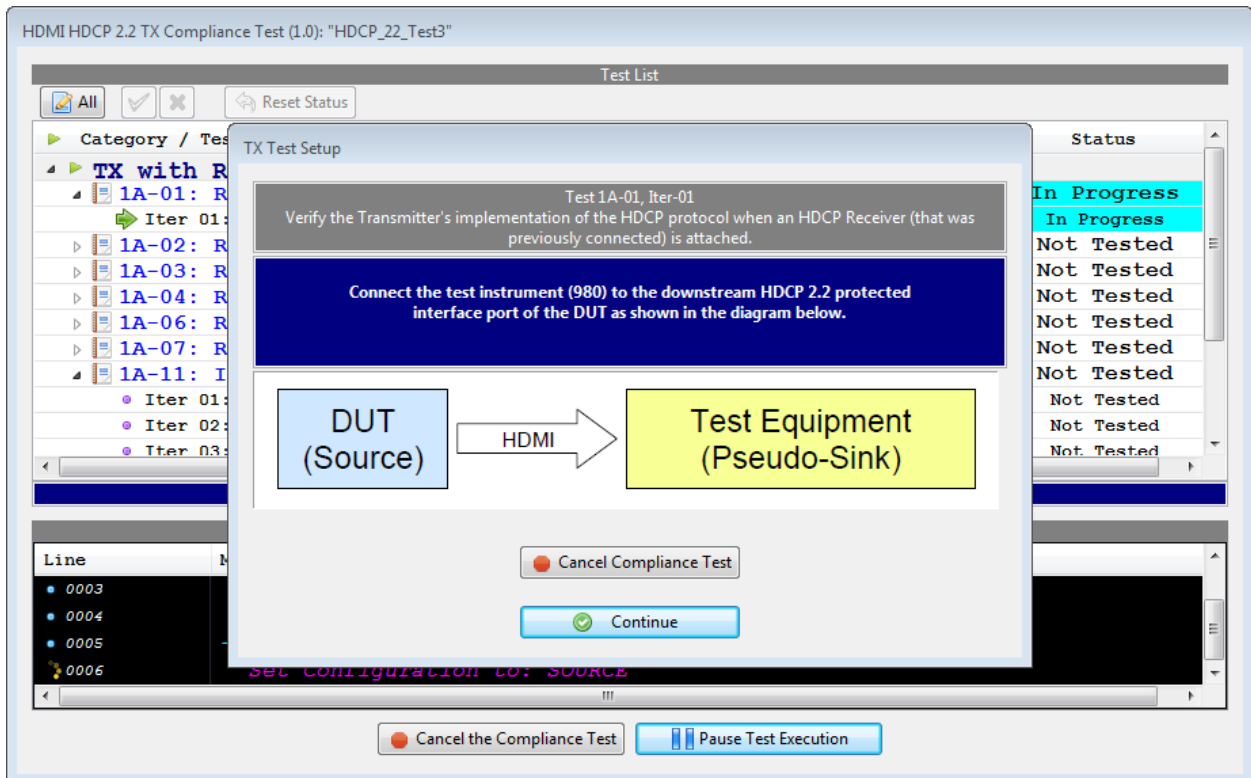 HDMI HDCP 2.2 TX Compliance Test (1.0): "HDCP_22_Test3"
Test List
All
Reset Status
Category / Tes
Status
TX with R
1A-01: R
In Progress
Iter 01:
In Progress
1A-02: R
Not Tested
1A-03: R
Not Tested
1A-04: R
Not Tested
1A-06: R
Not Tested
1A-07: R
Not Tested
1A-11: I
Not Tested
Iter 01:
Not Tested
Iter 02:
Not Tested
Iter 03:
Not Tested
TX Test Setup
Test 1A-01, Iter-01
Verify the Transmitter's implementation of the HDCP protocol when an HDCP Receiver (that was
previously connected) is attached.
Connect the test instrument (980) to the downstream HDCP 2.2 protected
interface port of the DUT as shown in the diagram below.
DUT
(Source)
HDMI
Test Equipment
(Pseudo-Sink)
Cancel Compliance Test
Continue
Line
0003
0004
0005
0006
Set Configuration to: SOURCE
Cancel the Compliance Test
Pause Test Execution